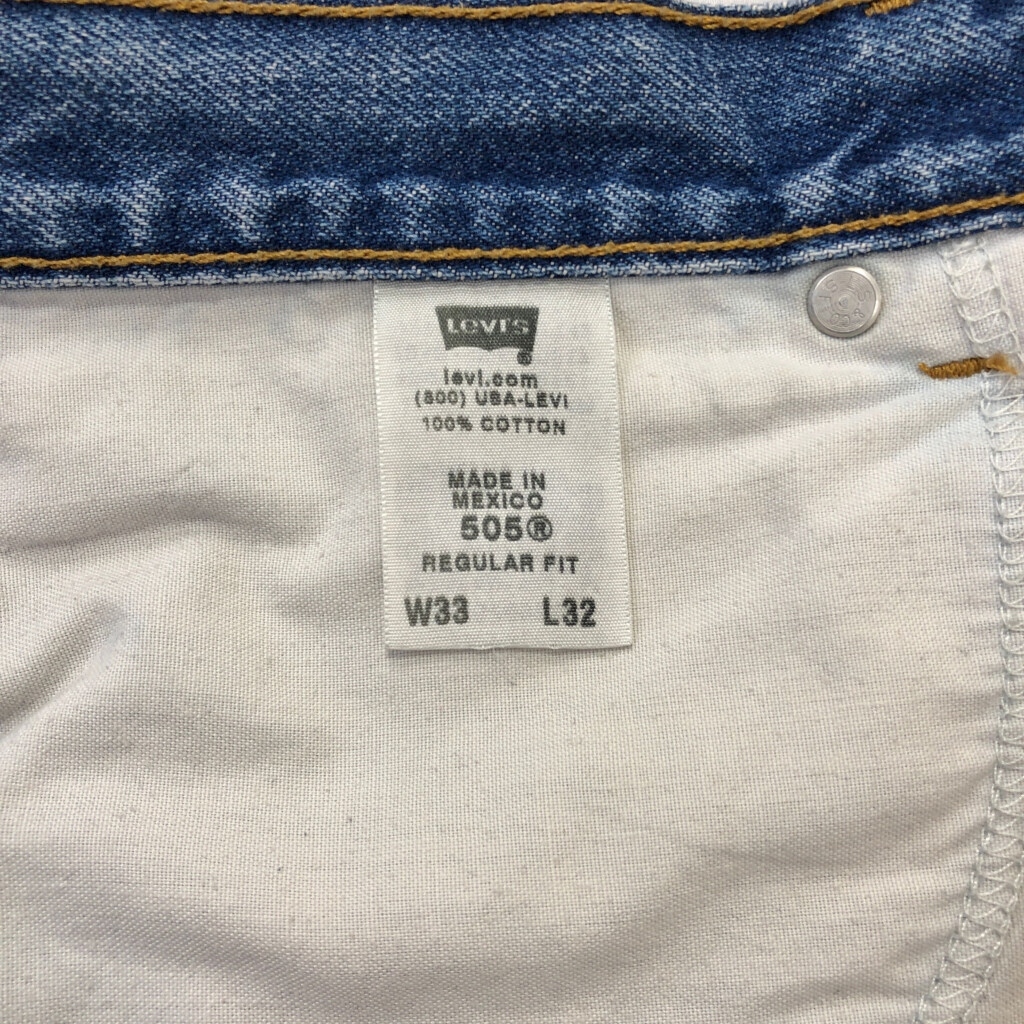 Levi's
®
levi.com
(800) USA-LEVI
100% COTTON
MADE IN
MEXICO
505®
REGULAR FIT
W33 L32